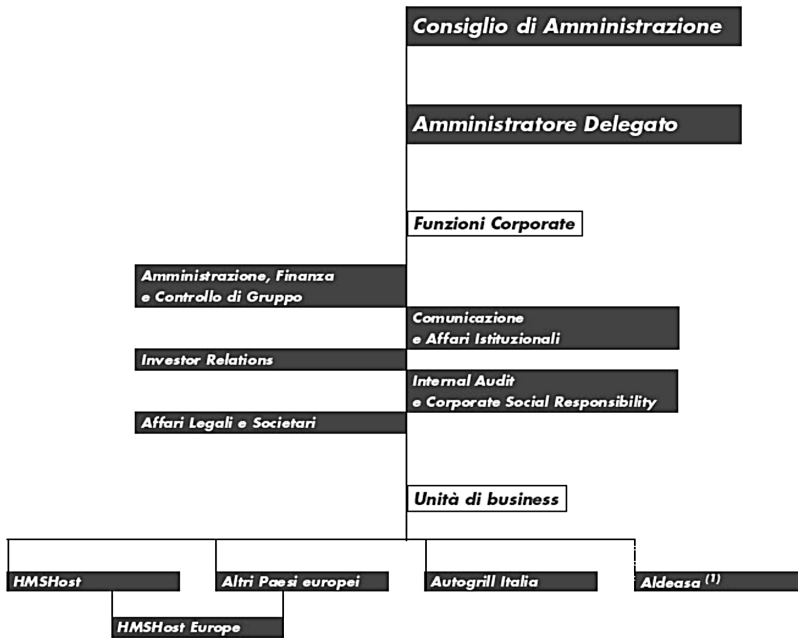 Consiglio di Amministrazione
Amministratore Delegato
Funzioni Corporate
Amministrazione, Finanza
e Controllo di Gruppo
Comunicazione
e Affari Istituzionali
Investor Relations
Internal Audit
e Corporate Social Responsibility
Affari Legali e Societari
Unità di business
HMSHost
Altri Paesi europei
Autogrill Italia
Aldeasa (1)
HMSHost Europe